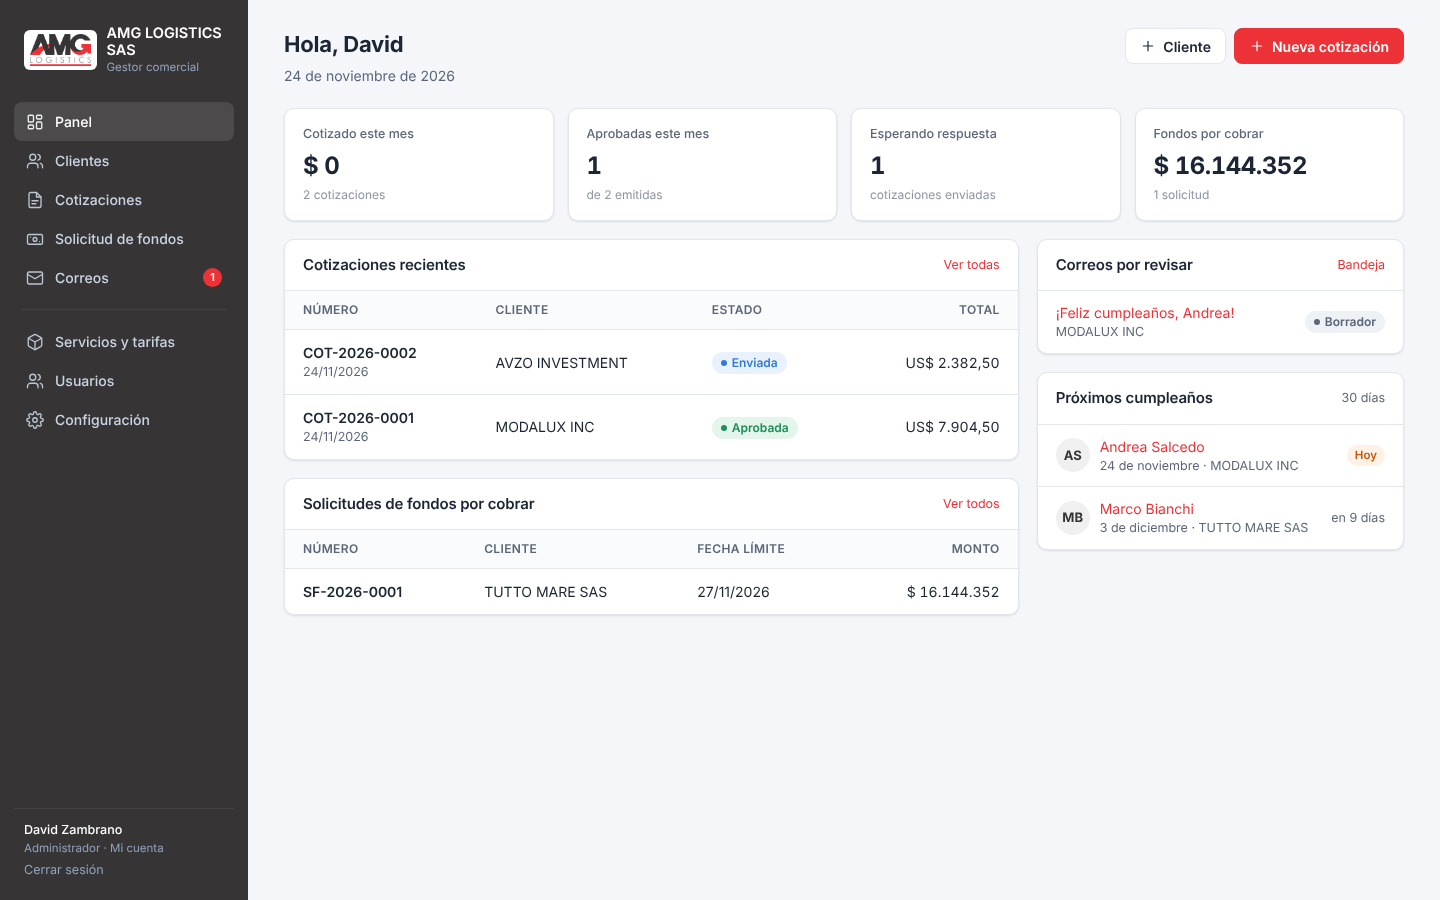 AMG
LOGISTICS
AMG LOGISTICS
SAS
Gestor comercial
Panel
Clientes
Cotizaciones
Solicitud de fondos
Correos
1
Servicios y tarifas
Usuarios
Configuración
David Zambrano
Administrador · Mi cuenta
Cerrar sesión
Hola, David
24 de noviembre de 2026
Cliente
Nueva cotización
Cotizado este mes
$ 0
2 cotizaciones
Aprobadas este mes
1
de 2 emitidas
Esperando respuesta
1
cotizaciones enviadas
Fondos por cobrar
$ 16.144.352
1 solicitud
Cotizaciones recientes
Ver todas
NÚMERO CLIENTE ESTADO TOTAL
COT-2026-0002
24/11/2026
AVZO INVESTMENT
Enviada
US$ 2.382,50
COT-2026-0001
24/11/2026
MODALUX INC
Aprobada
US$ 7.904,50
Solicitudes de fondos por cobrar
Ver todos
NÚMERO CLIENTE FECHA LÍMITE MONTO
SF-2026-0001 TUTTO MARE SAS 27/11/2026 $ 16.144.352
Correos por revisar
Bandeja
¡Feliz cumpleaños, Andrea!
MODALUX INC
Borrador
Próximos cumpleaños
30 días
AS
Andrea Salcedo
24 de noviembre · MODALUX INC
Hoy
MB
Marco Bianchi
3 de diciembre · TUTTO MARE SAS
en 9 días